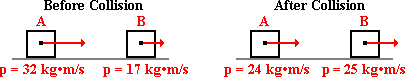 Before Collision After Collision
A B A B
p = 32 kg•m/s p = 17 kg•m/s p = 24 kg•m/s p = 25 kg•m/s